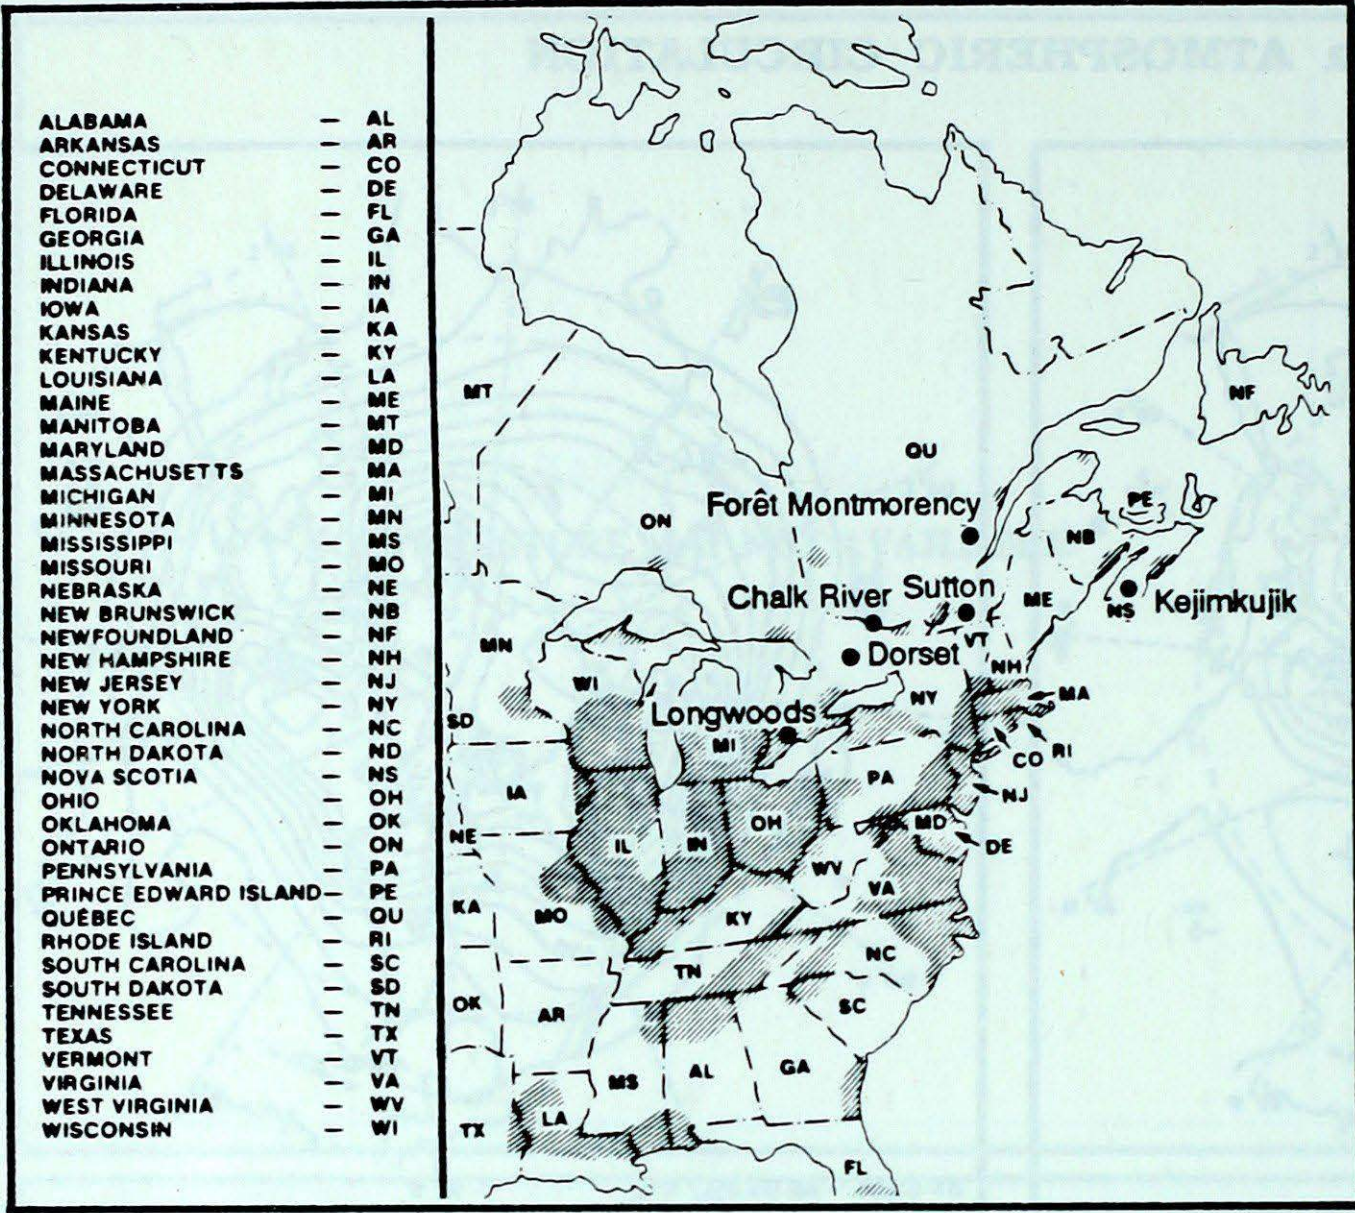 ATMOSPHERIC CIRCULATION
ALABAMA – AL
ARKANSAS – AR
CONNECTICUT – CO
DELAWARE – DE
FLORIDA – FL
GEORGIA – GA
ILLINOIS – IL
INDIANA – IN
IOWA – IA
KANSAS – KA
KENTUCKY – KY
LOUISIANA – LA
MAINE – ME
MANITOBA – MT
MARYLAND – MD
MASSACHUSETTS – MA
MICHIGAN – MI
MINNESOTA – MN
MISSISSIPPI – MS
MISSOURI – MO
NEBRASKA – NE
NEW BRUNSWICK – NB
NEWFOUNDLAND – NF
NEW HAMPSHIRE – NH
NEW JERSEY – NJ
NEW YORK – NY
NORTH CAROLINA – NC
NORTH DAKOTA – ND
NOVA SCOTIA – NS
OHIO – OH
OKLAHOMA – OK
ONTARIO – ON
PENNSYLVANIA – PA
PRINCE EDWARD ISLAND – PE
QUÉBEC – QU
RHODE ISLAND – RI
SOUTH CAROLINA – SC
SOUTH DAKOTA – SD
TENNESSEE – TN
TEXAS – TX
VERMONT – VT
VIRGINIA – VA
WEST VIRGINIA – WV
WISCONSIN – WI
MT
NF
QU
Forêt Montmorency
PE
ON
NB
Chalk River
Sutton
ME
NS
Kejimkujik
MN
VT
Dorset
NH
WI
NY
MA
Longwoods
SD
MI
RI
CO
PA
IA
NJ
OH
MD
NE
IL
IN
DE
WV
VA
KA
MO
KY
NC
TN
OK
AR
SC
MS
AL
GA
LA
TX
FL